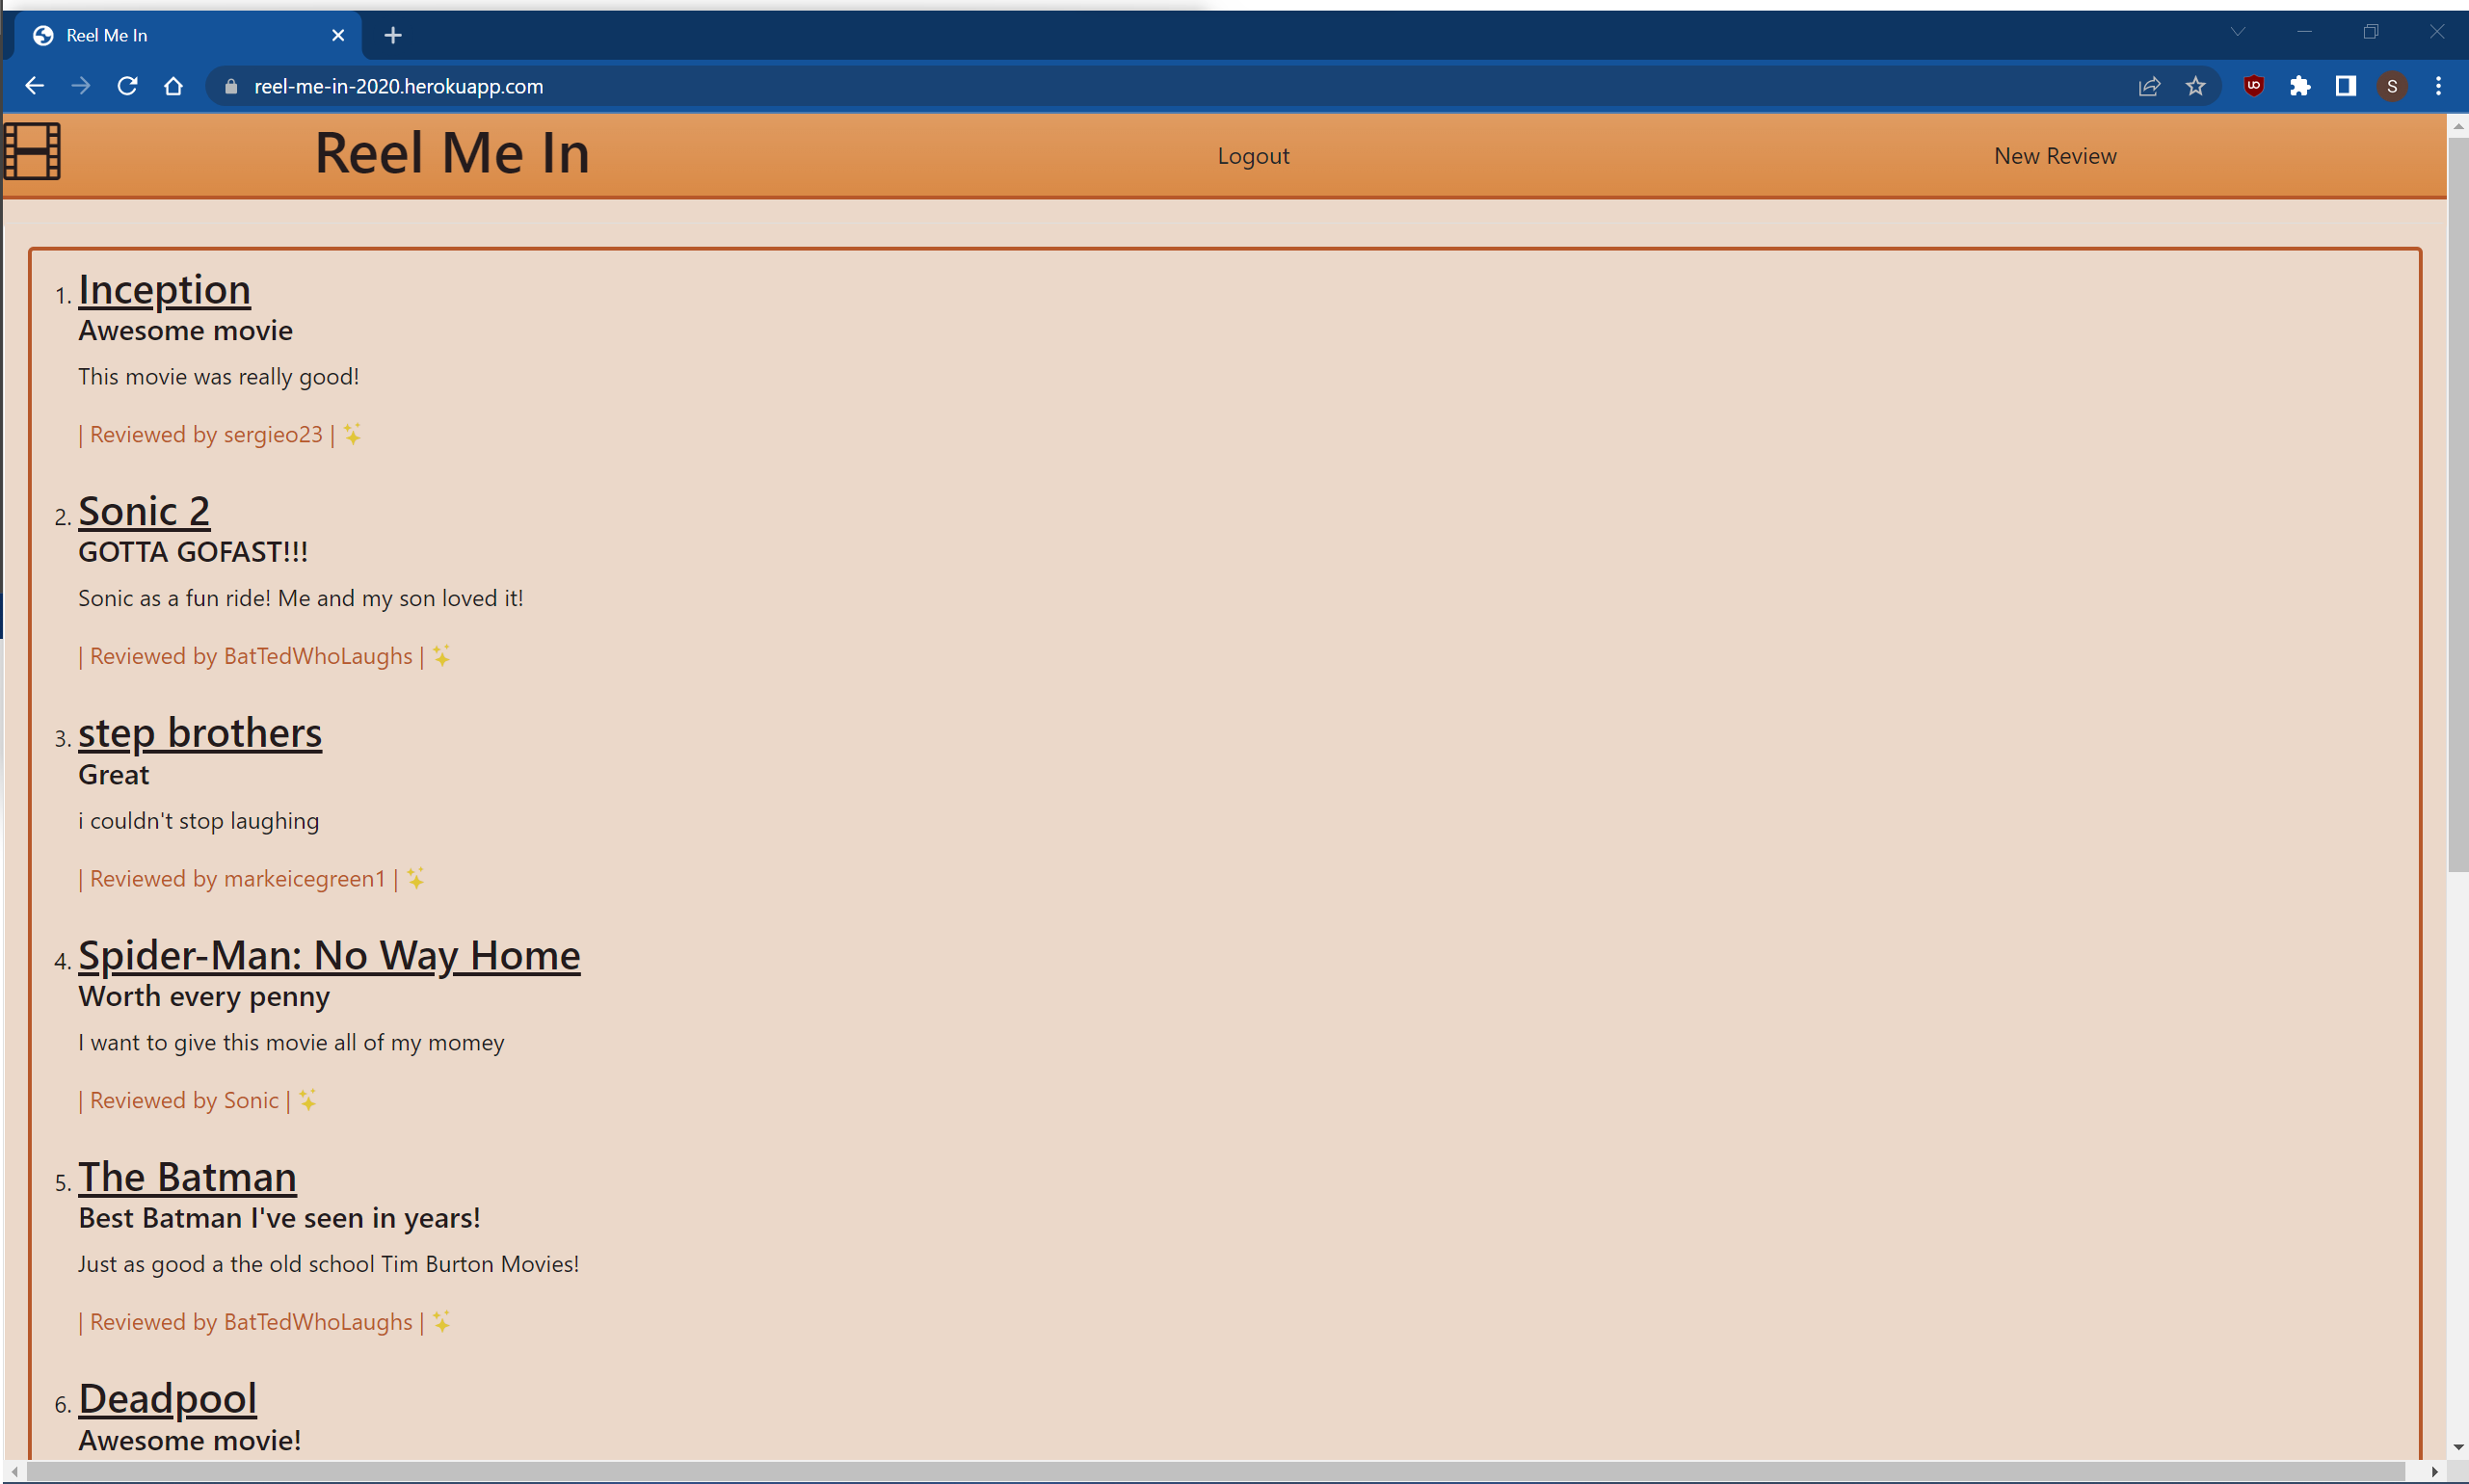 Reel Me In
reel-me-in-2020.herokuapp.com
S
Reel Me In
Logout
New Review
1. Inception
Awesome movie
This movie was really good!
| Reviewed by sergieo23 | ✨
2. Sonic 2
GOTTA GOFAST!!!
Sonic as a fun ride! Me and my son loved it!
| Reviewed by BatTedWhoLaughs | ✨
3. step brothers
Great
i couldn't stop laughing
| Reviewed by markeicegreen1 | ✨
4. Spider-Man: No Way Home
Worth every penny
I want to give this movie all of my momey
| Reviewed by Sonic | ✨
5. The Batman
Best Batman I've seen in years!
Just as good a the old school Tim Burton Movies!
| Reviewed by BatTedWhoLaughs | ✨
6. Deadpool
Awesome movie!